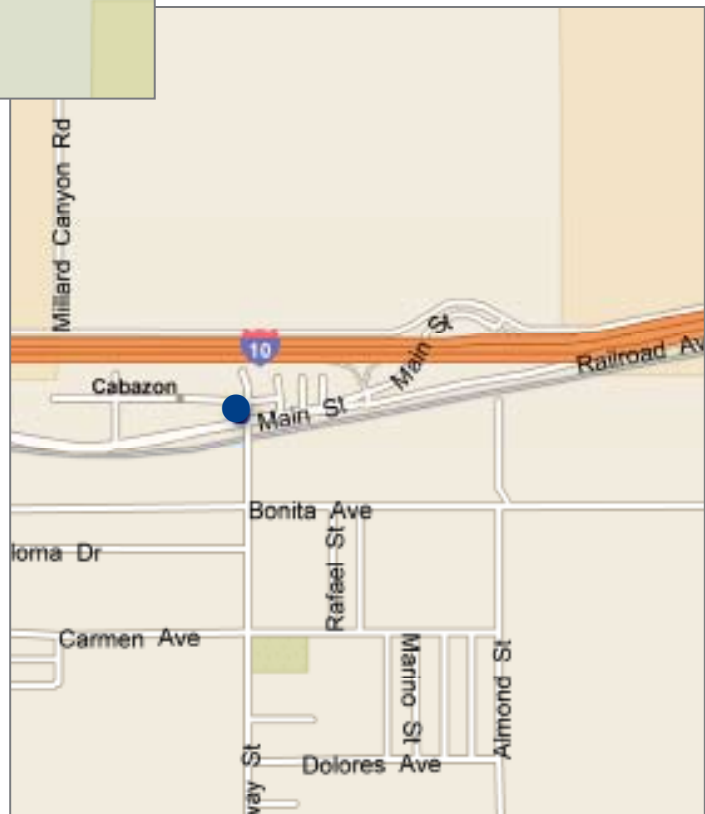 Millard Canyon Rd
10
Main St
Railroad Av
Cabazon
Main St
Bonita Ave
loma Dr
Rafael St
Carmen Ave
Marino St
Almond St
way St
Dolores Ave